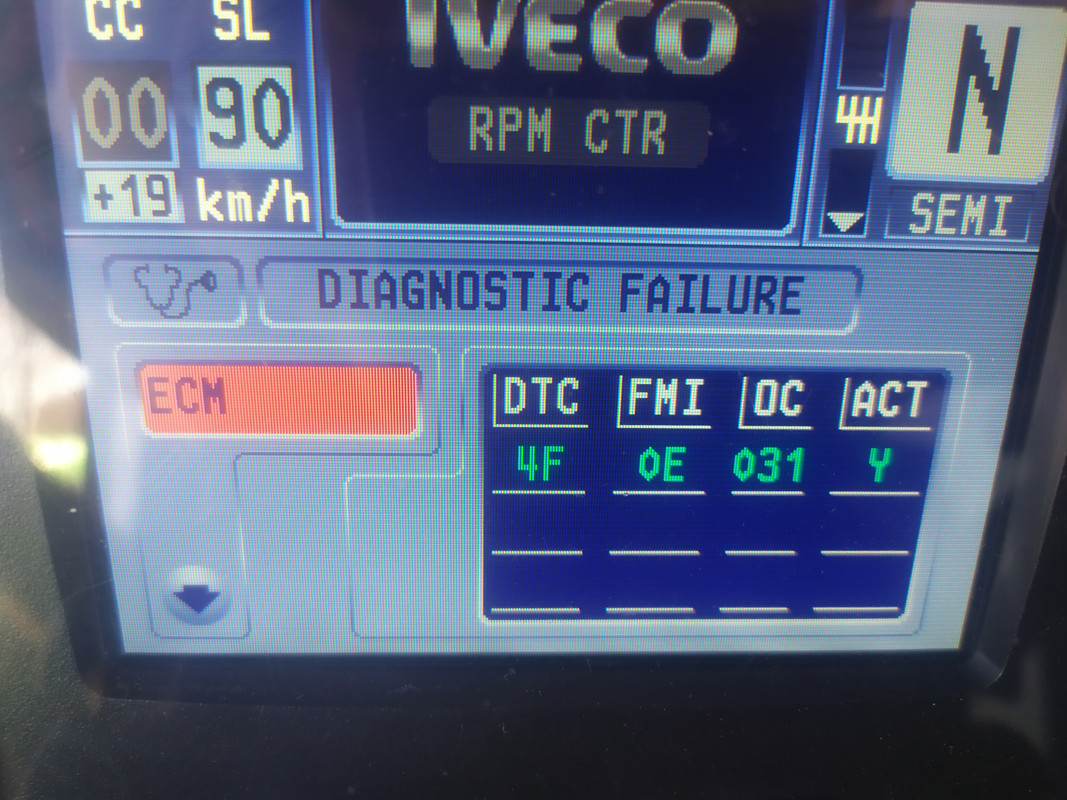 CC SL IVECO N
00 90 RPM CTR
+19 km/h SEMI
DIAGNOSTIC FAILURE
ECM
DTC FMI OC ACT
4F 0E 031 Y